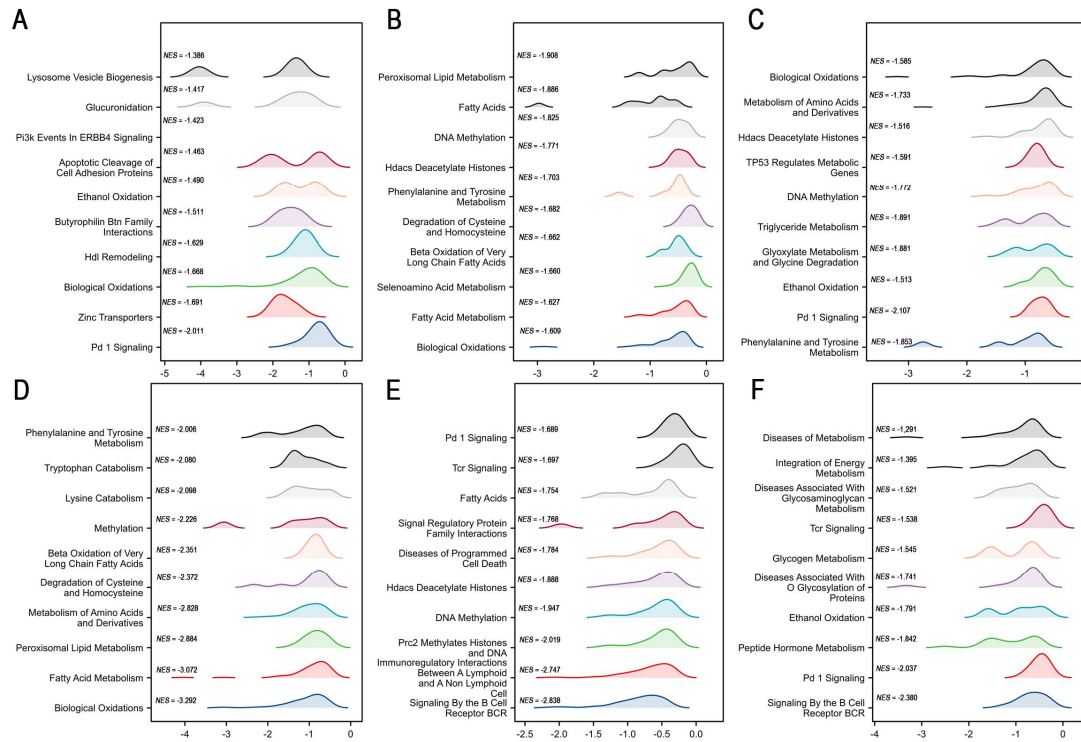 A
NES = -1.386
Lysosome Vesicle Biogenesis
NES = -1.417
Glucuronidation
NES = -1.423
Pi3k Events In ERBB4 Signaling
NES = -1.463
Apoptotic Cleavage of
Cell Adhesion Proteins
NES = -1.490
Ethanol Oxidation
NES = -1.511
Butyrophilin Btn Family
Interactions
NES = -1.629
Hdl Remodeling
NES = -1.668
Biological Oxidations
NES = -1.691
Zinc Transporters
NES = -2.011
Pd 1 Signaling
-5 -4 -3 -2 -1 0
B
NES = -1.908
Peroxisomal Lipid Metabolism
NES = -1.886
Fatty Acids
NES = -1.825
DNA Methylation
NES = -1.771
Hdacs Deacetylate Histones
NES = -1.703
Phenylalanine and Tyrosine
Metabolism
NES = -1.682
Degradation of Cysteine
and Homocysteine
NES = -1.662
Beta Oxidation of Very
Long Chain Fatty Acids
NES = -1.660
Selenoamino Acid Metabolism
NES = -1.627
Fatty Acid Metabolism
NES = -1.609
Biological Oxidations
-3 -2 -1 0
C
NES = -1.585
Biological Oxidations
NES = -1.733
Metabolism of Amino Acids
and Derivatives
NES = -1.516
Hdacs Deacetylate Histones
NES = -1.591
TP53 Regulates Metabolic
Genes
NES = -1.772
DNA Methylation
NES = -1.891
Triglyceride Metabolism
NES = -1.881
Glyoxylate Metabolism
and Glycine Degradation
NES = -1.513
Ethanol Oxidation
NES = -2.107
Pd 1 Signaling
NES = -1.853
Phenylalanine and Tyrosine
Metabolism
-3 -2 -1
D
NES = -2.006
Phenylalanine and Tyrosine
Metabolism
NES = -2.080
Tryptophan Catabolism
NES = -2.098
Lysine Catabolism
NES = -2.226
Methylation
NES = -2.351
Beta Oxidation of Very
Long Chain Fatty Acids
NES = -2.372
Degradation of Cysteine
and Homocysteine
NES = -2.828
Metabolism of Amino Acids
and Derivatives
NES = -2.884
Peroxisomal Lipid Metabolism
NES = -3.072
Fatty Acid Metabolism
NES = -3.292
Biological Oxidations
-4 -3 -2 -1 0
E
NES = -1.689
Pd 1 Signaling
NES = -1.697
Tcr Signaling
NES = -1.754
Fatty Acids
NES = -1.768
Signal Regulatory Protein
Family Interactions
NES = -1.784
Diseases of Programmed
Cell Death
NES = -1.888
Hdacs Deacetylate Histones
NES = -1.947
DNA Methylation
NES = -2.019
Prc2 Methylates Histones
and DNA
NES = -2.747
Immunoregulatory Interactions
Between A Lymphoid
and A Non Lymphoid
Cell
NES = -2.838
Signaling By the B Cell
Receptor BCR
-2.5 -2.0 -1.5 -1.0 -0.5 0.0
F
NES = -1,291
Diseases of Metabolism
NES = -1.395
Integration of Energy
Metabolism
NES = -1.521
Diseases Associated With
Glycosaminoglycan
Metabolism
NES = -1.538
Tcr Signaling
NES = -1.545
Glycogen Metabolism
NES = -1.741
Diseases Associated With
O Glycosylation of
Proteins
NES = -1.791
Ethanol Oxidation
NES = -1.842
Peptide Hormone Metabolism
NES = -2.037
Pd 1 Signaling
NES = -2.380
Signaling By the B Cell
Receptor BCR
-4 -3 -2 -1 0